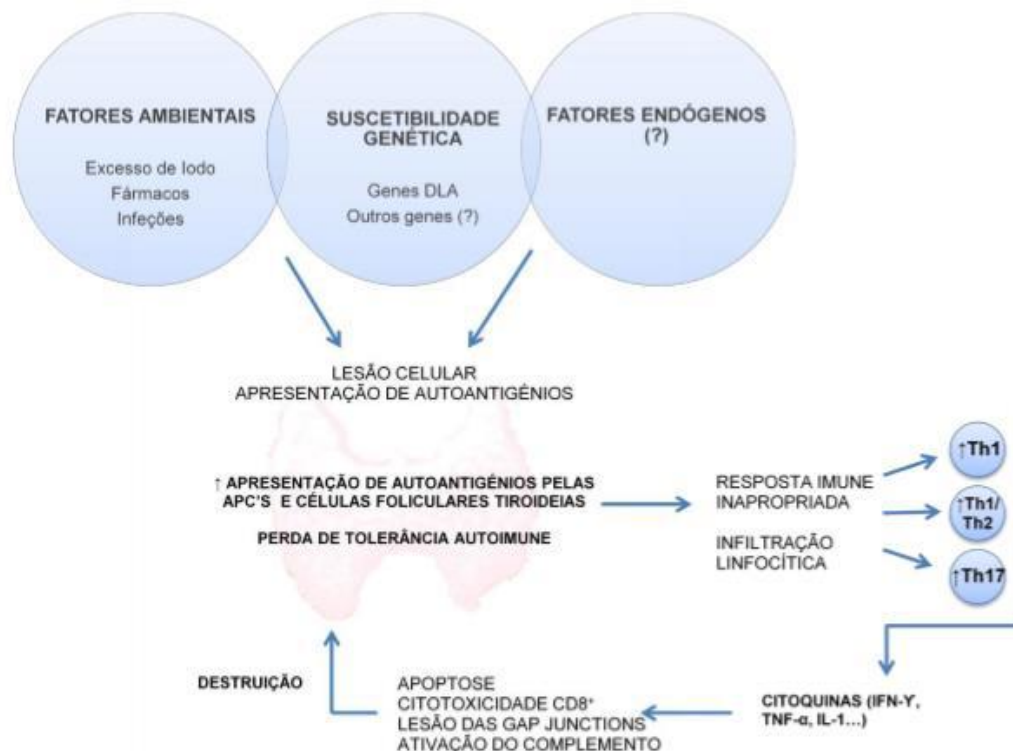 FATORES AMBIENTAIS
Excesso de Iodo
Fármacos
Infeções
SUSCETIBILIDADE
GENÉTICA
Genes DLA
Outros genes (?)
FATORES ENDÓGENOS
(?)
LESÃO CELULAR
APRESENTAÇÃO DE AUTOANTIGÉNIOS
↑ APRESENTAÇÃO DE AUTOANTIGÉNIOS PELAS
APC'S E CÉLULAS FOLICULARES TIROIDEIAS
PERDA DE TOLERÂNCIA AUTOIMUNE
RESPOSTA IMUNE
INAPROPRIADA
INFILTRAÇÃO
LINFOCÍTICA
↑Th1
↑Th1/
Th2
↑Th17
CITOQUINAS (IFN-ϒ,
TNF-α, IL-1...)
APOPTOSE
CITOTOXICIDADE CD8⁺
LESÃO DAS GAP JUNCTIONS
ATIVAÇÃO DO COMPLEMENTO
DESTRUIÇÃO